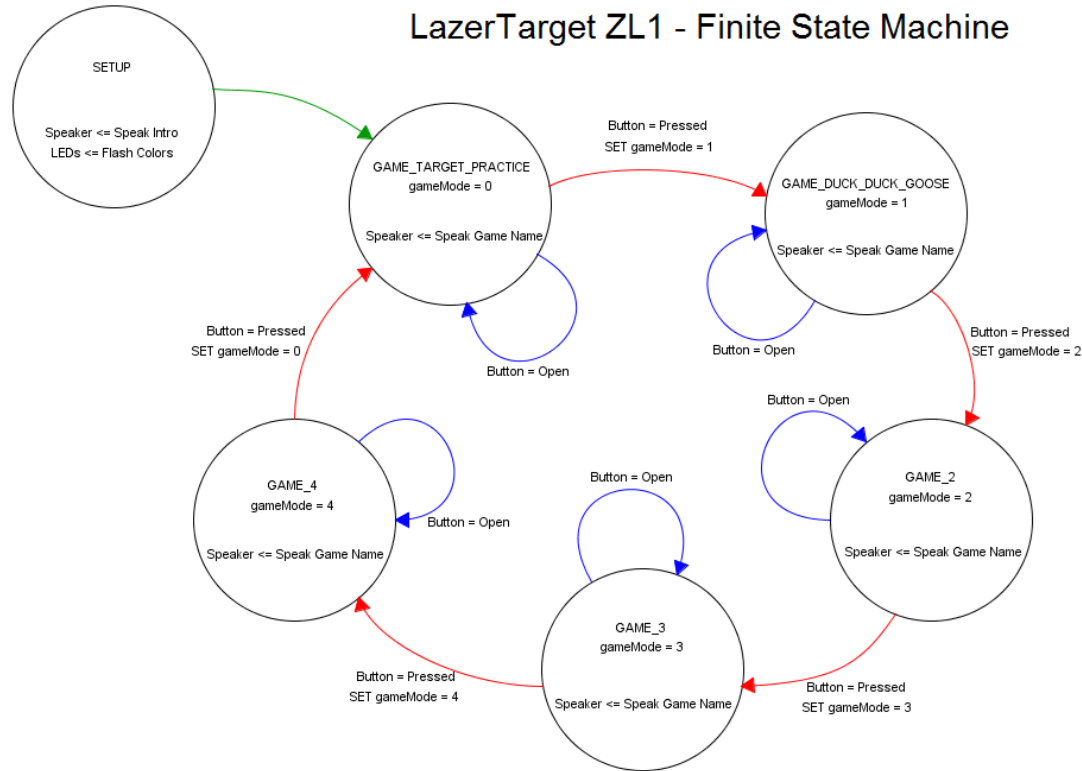 LazerTarget ZL1 - Finite State Machine
SETUP
Speaker <= Speak Intro
LEDs <= Flash Colors
GAME_TARGET_PRACTICE
gameMode = 0
Speaker <= Speak Game Name
Button = Pressed
SET gameMode = 1
GAME_DUCK_DUCK_GOOSE
gameMode = 1
Speaker <= Speak Game Name
Button = Open
Button = Open
Button = Pressed
SET gameMode = 2
Button = Pressed
SET gameMode = 0
Button = Open
GAME_2
gameMode = 2
Speaker <= Speak Game Name
GAME_4
gameMode = 4
Speaker <= Speak Game Name
Button = Open
Button = Open
GAME_3
gameMode = 3
Speaker <= Speak Game Name
Button = Pressed
SET gameMode = 4
Button = Pressed
SET gameMode = 3